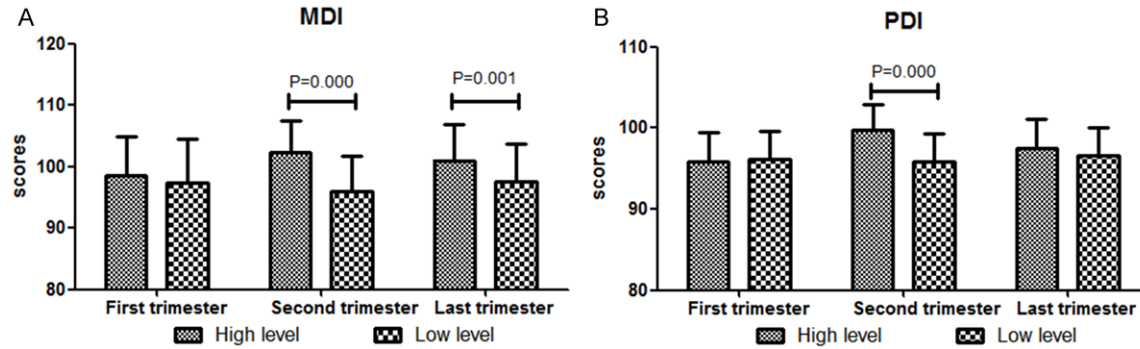 A
MDI
120
110
100
90
80
scores
P=0.000
P=0.001
First trimester
Second trimester
Last trimester
High level
Low level
B
PDI
110
100
90
80
scores
P=0.000
First trimester
Second trimester
Last trimester
High level
Low level